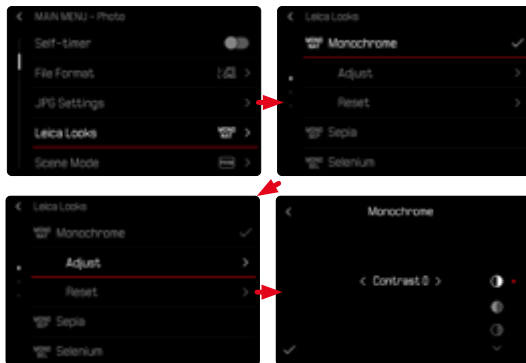 MAIN MENU - Photo
Self-timer
File Format
JPG Settings
Leica Looks
Scene Mode
Leica Looks
Monochrome
Adjust
Reset
Sepia
Selenium
Leica Looks
Monochrome
Adjust
Reset
Sepia
Selenium
Monochrome
Contrast 0